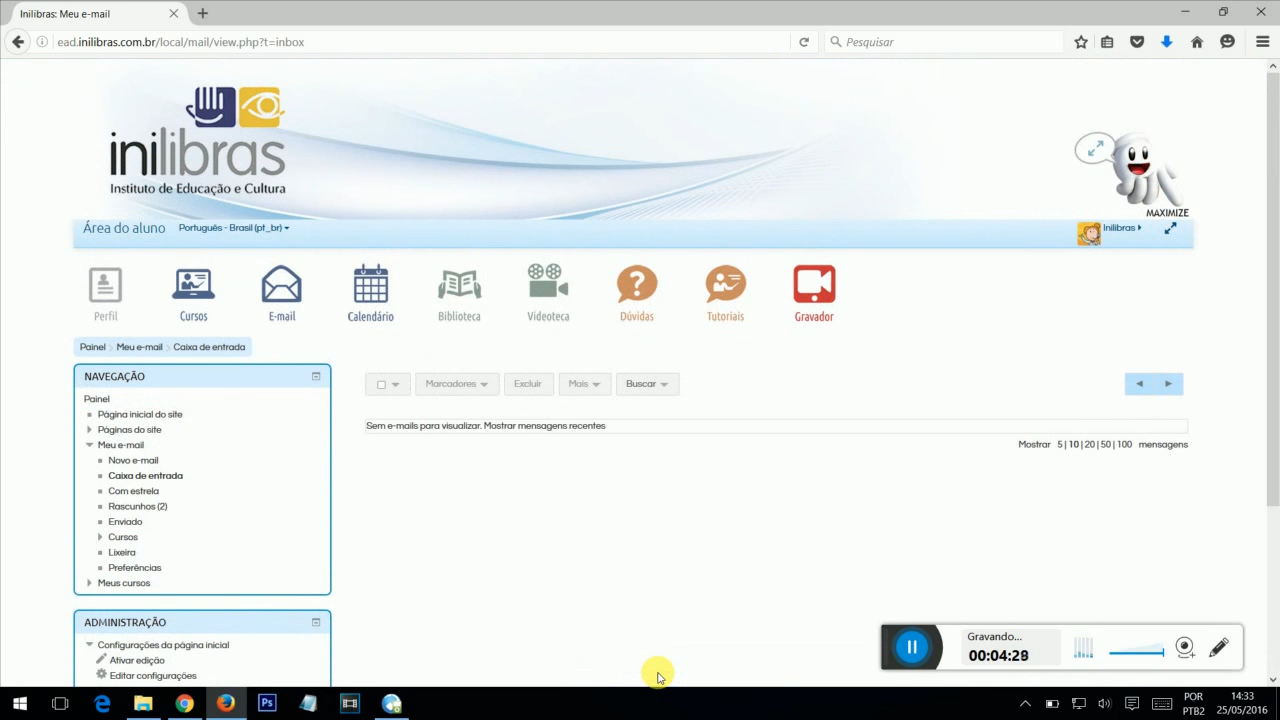 Inilibras: Meu e-mail
ead.inilibras.com.br/local/mail/view.php?t=inbox
Pesquisar
inilibras
Instituto de Educação e Cultura
MAXIMIZE
Área do aluno
Português - Brasil (pt_br)
Inilibras
Perfil
Cursos
E-mail
Calendário
Biblioteca
Videoteca
Dúvidas
Tutoriais
Gravador
Painel
Meu e-mail
Caixa de entrada
NAVEGAÇÃO
Painel
Página inicial do site
Páginas do site
Meu e-mail
Novo e-mail
Caixa de entrada
Com estrela
Rascunhos (2)
Enviado
Cursos
Lixeira
Preferências
Meus cursos
ADMINISTRAÇÃO
Configurações da página inicial
Ativar edição
Editar configurações
Marcadores
Excluir
Mais
Buscar
Sem e-mails para visualizar. Mostrar mensagens recentes
Mostrar 5 | 10 | 20 | 50 | 100 mensagens
Gravando...
00:04:28
Ps
POR
PTB2
14:33
25/05/2016